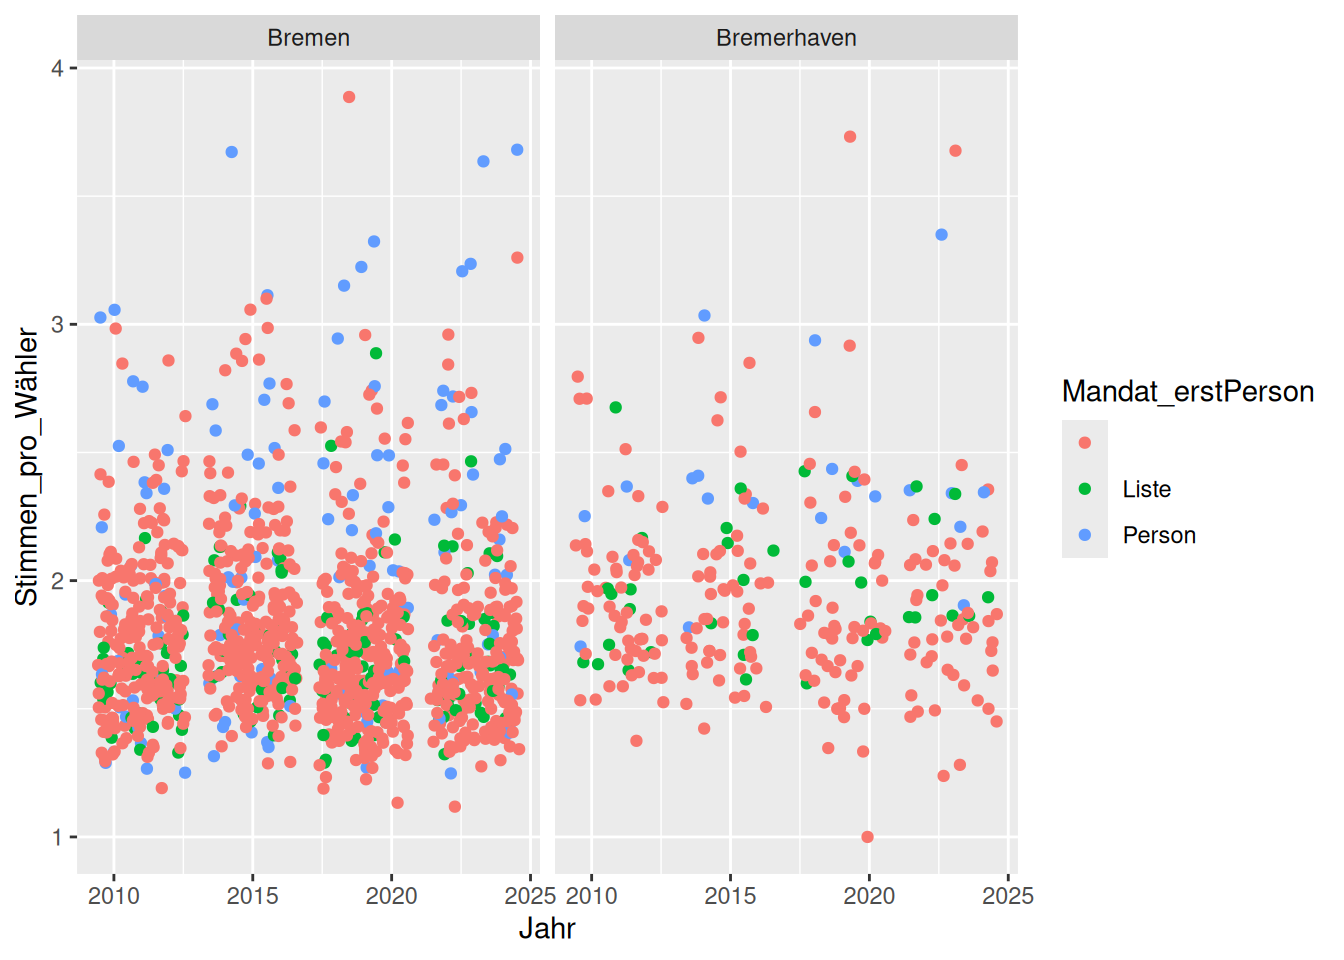 Bremen
Bremerhaven
4
3
2
1
Stimmen_pro_Wähler
2010
2015
2020
2025
2010
2015
2020
2025
Jahr
Mandat_erstPerson
Liste
Person